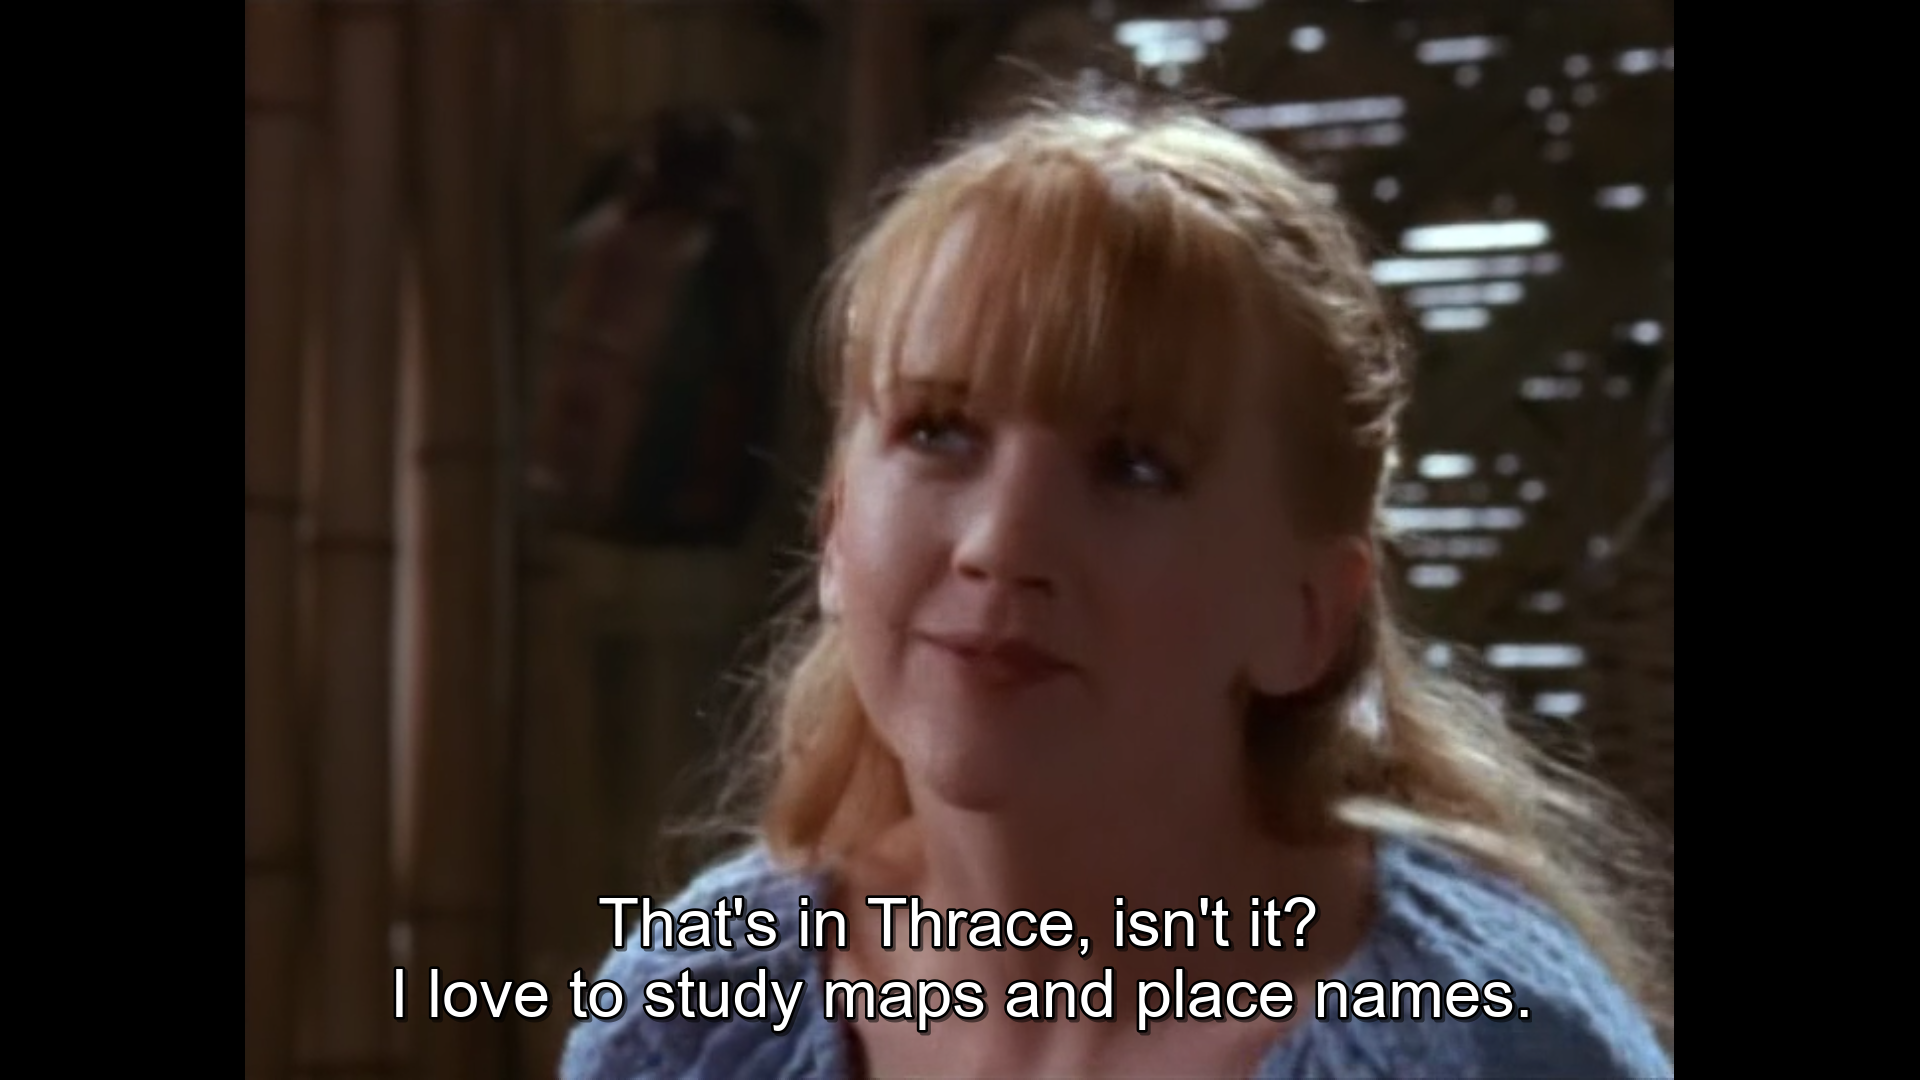 That's in Thrace, isn't it?
I love to study maps and place names.